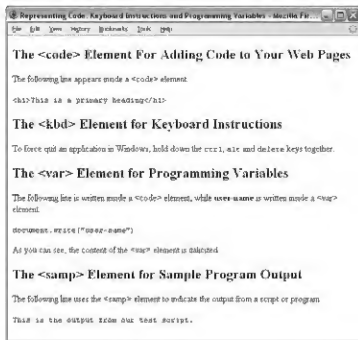 Representing Code, Keyboard Instructions and Programming Variables - Mozilla Fir...
File Edit View History Bookmarks Tools Help
The <code> Element For Adding Code to Your Web Pages
The following line appears inside a <code> element
<h1>This is a primary heading</h1>
The <kbd> Element for Keyboard Instructions
To force quit an application in Windows, hold down the ctrl, alt and delete keys together.
The <var> Element for Programming Variables
The following line is written inside a <code> element, while user-name is written inside a <var>
element.
document.write("user-name")
As you can see, the content of the <var> element is italicized
The <samp> Element for Sample Program Output
The following line uses the <samp> element to indicate the output from a script or program
This is the output from our test script.